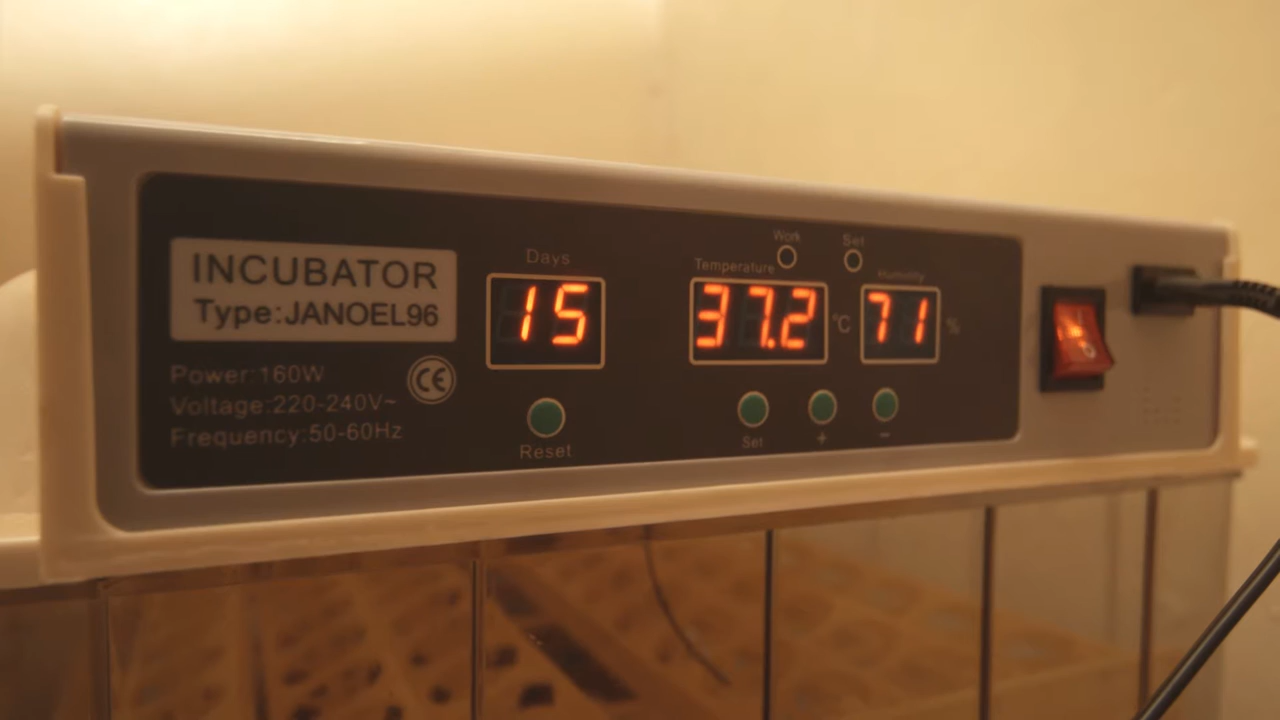 INCUBATOR
Type:JANOEL96
Power:160W
Voltage:220-240V~
Frequency:50-60Hz
CE
Days
15
Reset
Work
Set
Temperature
Humidity
37.2 °C
71 %
Set
+
-